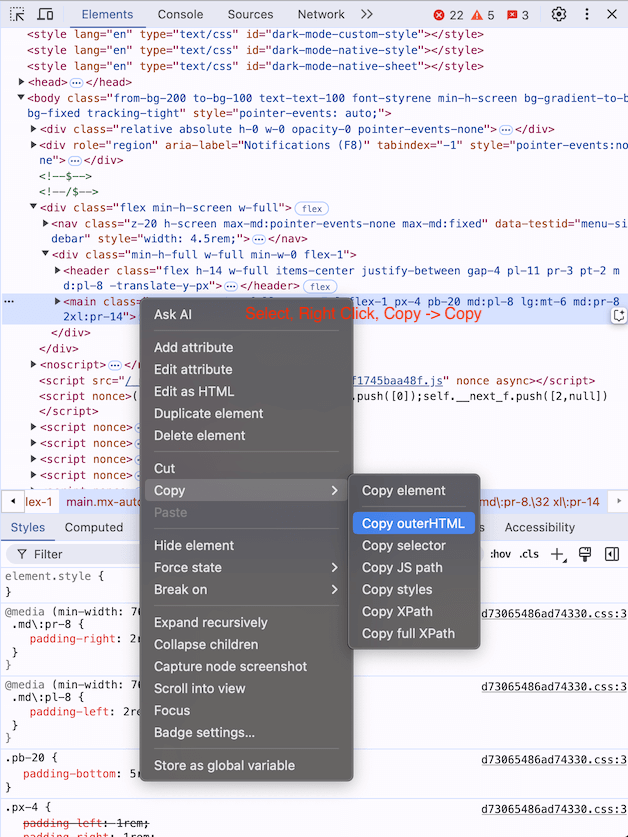 Elements Console Sources Network 22 5 3
<style lang="en" type="text/css" id="dark-mode-custom-style"></style>
<style lang="en" type="text/css" id="dark-mode-native-style"></style>
<style lang="en" type="text/css" id="dark-mode-native-sheet"></style>
<head> … </head>
<body class="from-bg-200 to-bg-100 text-text-100 font-styrene min-h-screen bg-gradient-to-b
bg-fixed tracking-tight" style="pointer-events: auto;">
<div class="relative absolute h-0 w-0 opacity-0 pointer-events-none"> … </div>
<div role="region" aria-label="Notifications (F8)" tabindex="-1" style="pointer-events:no
ne"> … </div>
<!--$-->
<!--/$-->
<div class="flex min-h-screen w-full"> flex
<nav class="z-20 h-screen max-md:pointer-events-none max-md:fixed" data-testid="menu-si
debar" style="width: 4.5rem;"> … </nav>
<div class="min-h-full w-full min-w-0 flex-1">
<header class="flex h-14 w-full items-center justify-between gap-4 pl-11 pr-3 pt-2 m
d:pl-8 -translate-y-px"> … </header> flex
… <main class= flex-1 px-4 pb-20 md:pl-8 lg:mt-6 md:pr-8
2xl:pr-14">
Select, Right Click, Copy -> Copy
</div>
</div>
<noscript> … </n
<script src="/_ f1745baa48f.js" nonce async></script>
<script nonce>( .push([0]);self.__next_f.push([2,null])
</script>
<script nonce>
<script nonce>
<script nonce>
<script nonce>
lex-1 main.mx-auto md\:pr-8.\32 xl\:pr-14
Styles Computed s Accessibility
Filter :hov .cls
element.style {
}
@media (min-width: 76
.md\:pr-8 { d73065486ad74330.css:3
padding-right: 2r
}
}
@media (min-width: 76
.md\:pl-8 { d73065486ad74330.css:3
padding-left: 2re
}
}
.pb-20 { d73065486ad74330.css:3
padding-bottom: 5r
}
.px-4 { d73065486ad74330.css:3
padding-left: 1rem;
padding-right: 1rem;
Ask AI
Add attribute
Edit attribute
Edit as HTML
Duplicate element
Delete element
Cut
Copy
Paste
Hide element
Force state
Break on
Expand recursively
Collapse children
Capture node screenshot
Scroll into view
Focus
Badge settings...
Store as global variable
Copy element
Copy outerHTML
Copy selector
Copy JS path
Copy styles
Copy XPath
Copy full XPath